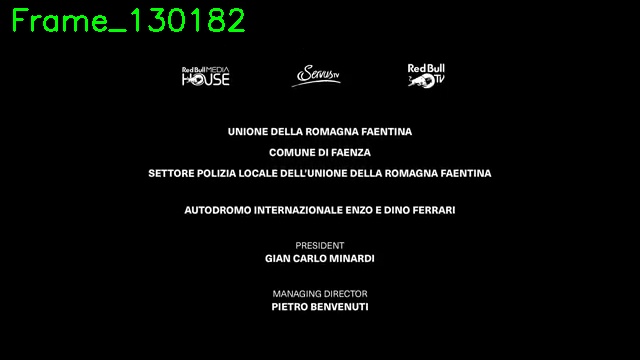 Frame_130182
Red Bull MEDIA HOUSE
ServusTV
Red Bull TV
UNIONE DELLA ROMAGNA FAENTINA
COMUNE DI FAENZA
SETTORE POLIZIA LOCALE DELL'UNIONE DELLA ROMAGNA FAENTINA
AUTODROMO INTERNAZIONALE ENZO E DINO FERRARI
PRESIDENT
GIAN CARLO MINARDI
MANAGING DIRECTOR
PIETRO BENVENUTI